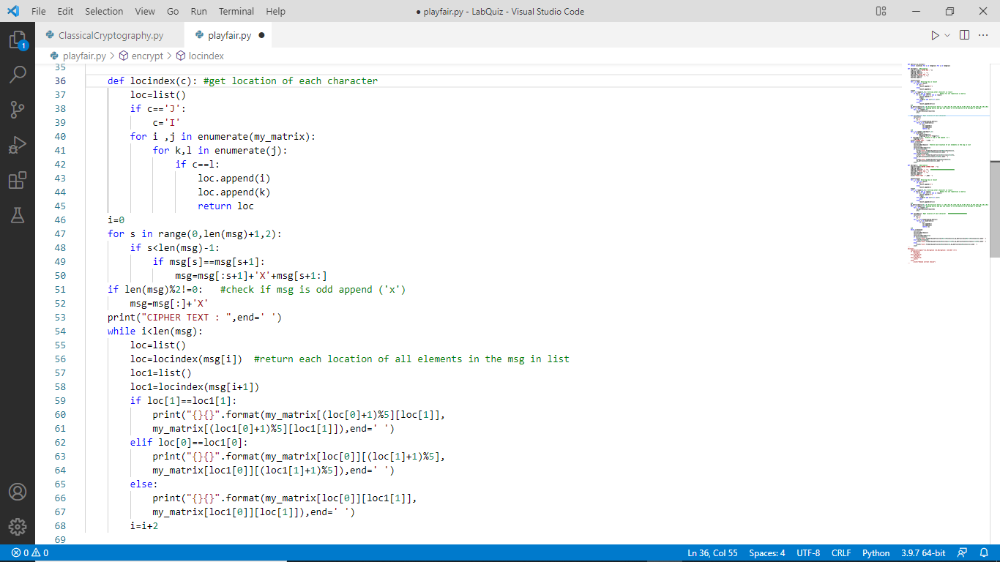 File Edit Selection View Go Run Terminal Help ● playfair.py - LabQuiz - Visual Studio Code
ClassicalCryptography.py playfair.py ●
playfair.py > encrypt > locindex
1
35
36 def locindex(c): #get location of each character
37 loc=list()
38 if c=='J':
39 c='I'
40 for i ,j in enumerate(my_matrix):
41 for k,l in enumerate(j):
42 if c==l:
43 loc.append(i)
44 loc.append(k)
45 return loc
46 i=0
47 for s in range(0,len(msg)+1,2):
48 if s<len(msg)-1:
49 if msg[s]==msg[s+1]:
50 msg=msg[:s+1]+'X'+msg[s+1:]
51 if len(msg)%2!=0: #check if msg is odd append ('x')
52 msg=msg[:]+'X'
53 print("CIPHER TEXT : ",end=' ')
54 while i<len(msg):
55 loc=list()
56 loc=locindex(msg[i]) #return each location of all elements in the msg in list
57 loc1=list()
58 loc1=locindex(msg[i+1])
59 if loc[1]==loc1[1]:
60 print("{}{}".format(my_matrix[(loc[0]+1)%5][loc[1]],
61 my_matrix[(loc1[0]+1)%5][loc1[1]]),end=' ')
62 elif loc[0]==loc1[0]:
63 print("{}{}".format(my_matrix[loc[0]][(loc[1]+1)%5],
64 my_matrix[loc1[0]][(loc1[1]+1)%5]),end=' ')
65 else:
66 print("{}{}".format(my_matrix[loc[0]][loc1[1]],
67 my_matrix[loc1[0]][loc[1]]),end=' ')
68 i=i+2
69
0 0 Ln 36, Col 55 Spaces: 4 UTF-8 CRLF Python 3.9.7 64-bit